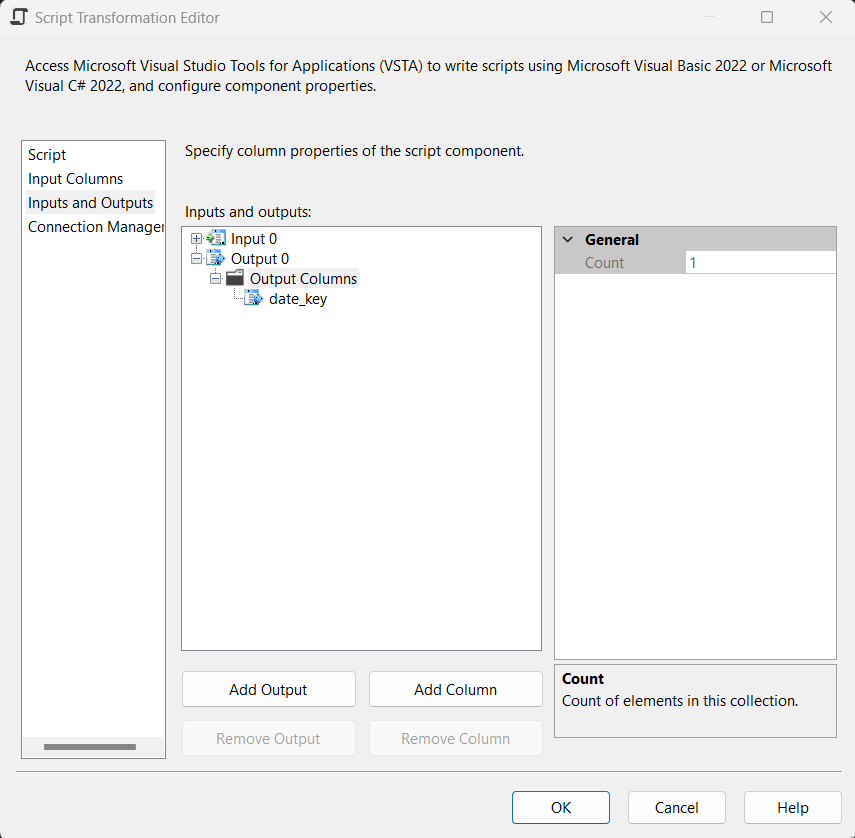 Script Transformation Editor
Access Microsoft Visual Studio Tools for Applications (VSTA) to write scripts using Microsoft Visual Basic 2022 or Microsoft
Visual C# 2022, and configure component properties.
Script
Input Columns
Inputs and Outputs
Connection Manager
Specify column properties of the script component.
Inputs and outputs:
Input 0
Output 0
Output Columns
date_key
General
Count 1
Add Output
Add Column
Remove Output
Remove Column
Count
Count of elements in this collection.
OK
Cancel
Help